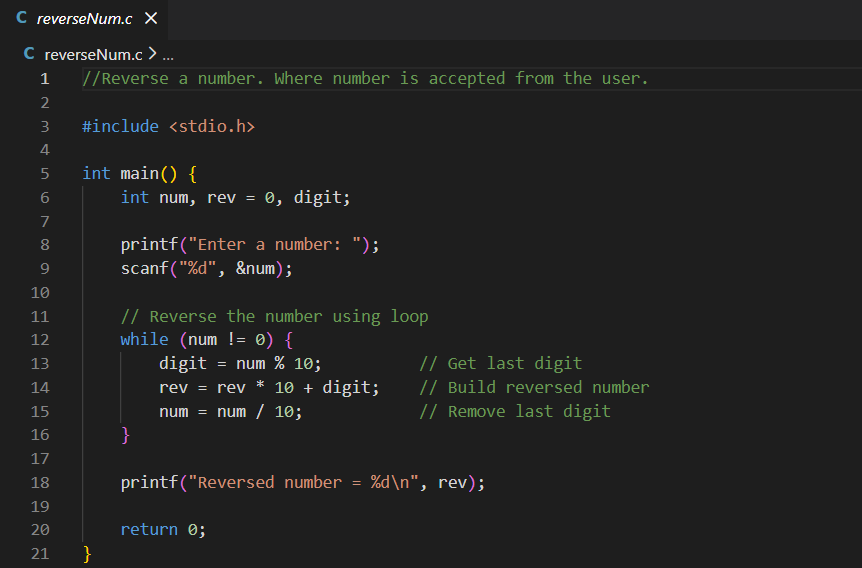 C reverseNum.c ×
C reverseNum.c > ...
1 //Reverse a number. Where number is accepted from the user.
2
3 #include <stdio.h>
4
5 int main() {
6     int num, rev = 0, digit;
7
8     printf("Enter a number: ");
9     scanf("%d", &num);
10
11     // Reverse the number using loop
12     while (num != 0) {
13         digit = num % 10;          // Get last digit
14         rev = rev * 10 + digit;    // Build reversed number
15         num = num / 10;            // Remove last digit
16     }
17
18     printf("Reversed number = %d\n", rev);
19
20     return 0;
21 }